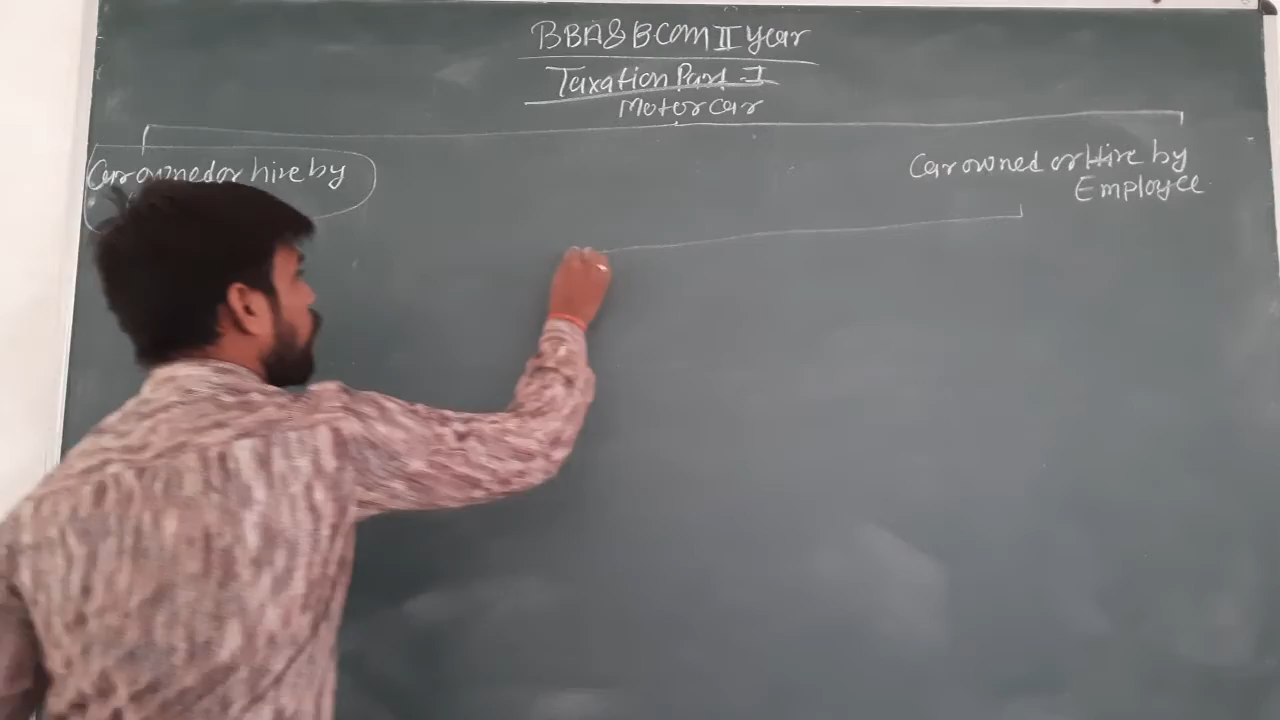 BBA & BCOM II year
Taxation Part-I
Motor car
Car owned or hire by
Car owned or Hire by
Employee